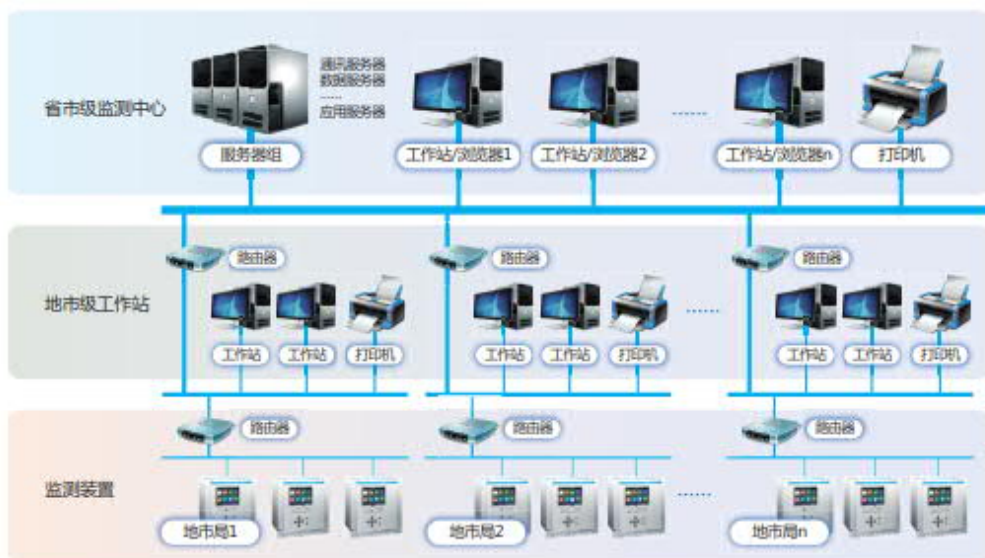 省市级监测中心
通讯服务器
数据服务器
......
应用服务器
服务器组
工作站/浏览器1
工作站/浏览器2
......
工作站/浏览器n
打印机
地市级工作站
路由器
路由器
路由器
工作站
工作站
打印机
工作站
工作站
打印机
......
工作站
工作站
打印机
监测装置
路由器
路由器
路由器
地市局1
地市局2
......
地市局n